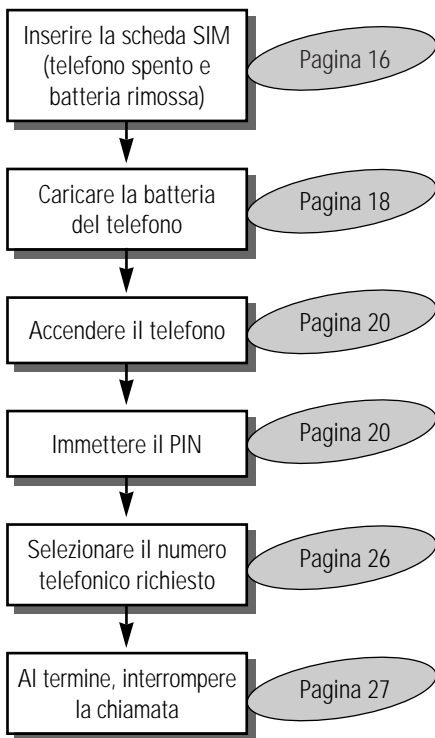 Inserire la scheda SIM
(telefono spento e
batteria rimossa)
Pagina 16
Caricare la batteria
del telefono
Pagina 18
Accendere il telefono
Pagina 20
Immettere il PIN
Pagina 20
Selezionare il numero
telefonico richiesto
Pagina 26
Al termine, interrompere
la chiamata
Pagina 27